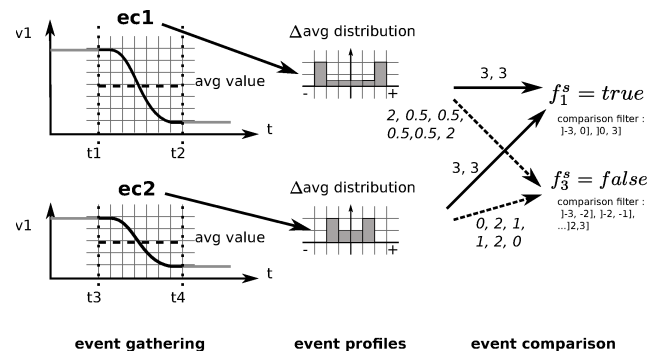 ec1
v1
avg value
t
t1
t2
Δavg distribution
-
+
3, 3
2, 0.5, 0.5,
0.5,0.5, 2
f₁ˢ = true
comparison filter :
]-3, 0], ]0, 3]
ec2
v1
avg value
t
t3
t4
Δavg distribution
-
+
3, 3
0, 2, 1,
1, 2, 0
f₃ˢ = false
comparison filter :
]-3, -2], ]-2, -1],
...]2,3]
event gathering
event profiles
event comparison